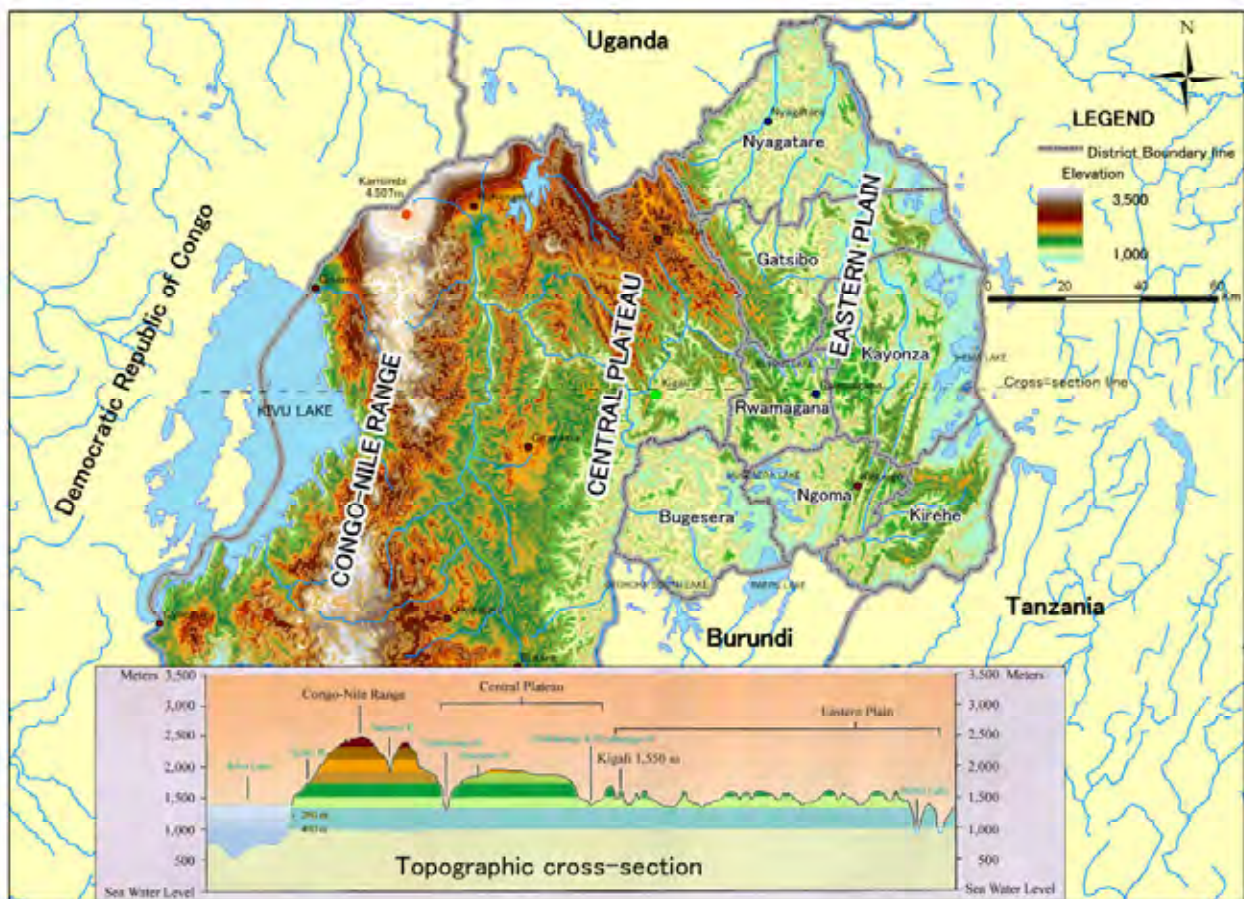 Uganda
N
LEGEND
District Boundary line
Elevation
3,500
1,000
0 20 40 60
Km
Nyagatare
Nyagatare
Karisimbi
4.507m
Democratic Republic of Congo
KIVU LAKE
CONGO-NILE RANGE
CENTRAL PLATEAU
EASTERN PLAIN
Gatsibo
Kayonza
Kigali
Rwamagana
Cross-section line
Ngoma
Bugesera
Kirehe
Tanzania
Burundi
Meters 3,500
3,000
2,500
2,000
1,500
1,000
500
Sea Water Level
Congo-Nile Range
Central Plateau
Eastern Plain
Kigali 1,550 m
Kivu Lake
Topographic cross-section
3,500 Meters
3,000
2,500
2,000
1,500
1,000
500
Sea Water Level